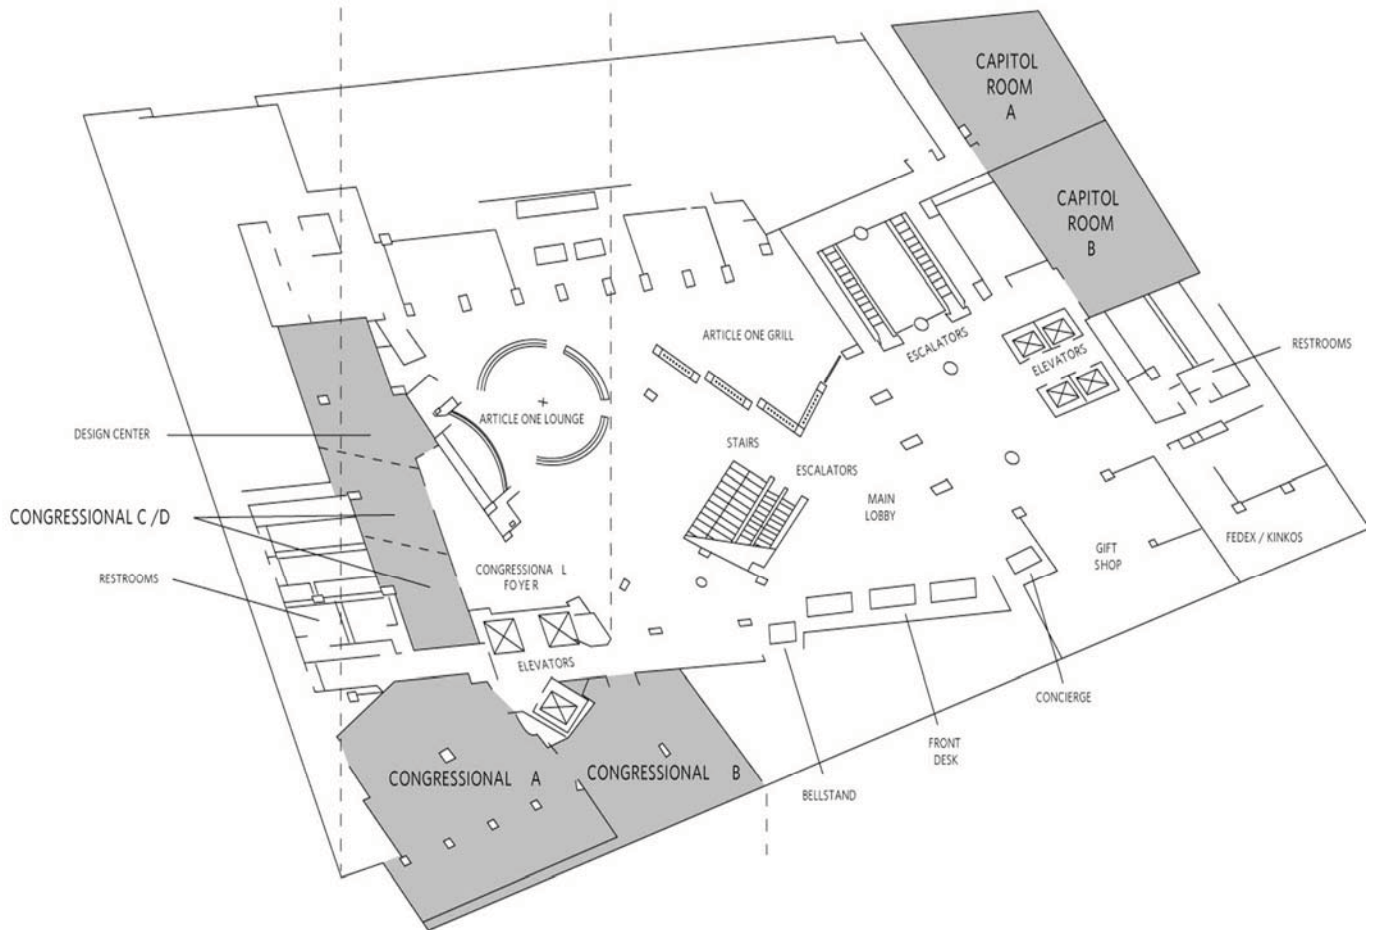 CAPITOL
ROOM
A
CAPITOL
ROOM
B
ARTICLE ONE GRILL
ESCALATORS
ELEVATORS
RESTROOMS
ARTICLE ONE LOUNGE
DESIGN CENTER
STAIRS
ESCALATORS
MAIN
LOBBY
CONGRESSIONAL C /D
GIFT
SHOP
FEDEX / KINKOS
RESTROOMS
CONGRESSIONA L
FOYER
ELEVATORS
CONCIERGE
FRONT
DESK
CONGRESSIONAL A
CONGRESSIONAL B
BELLSTAND